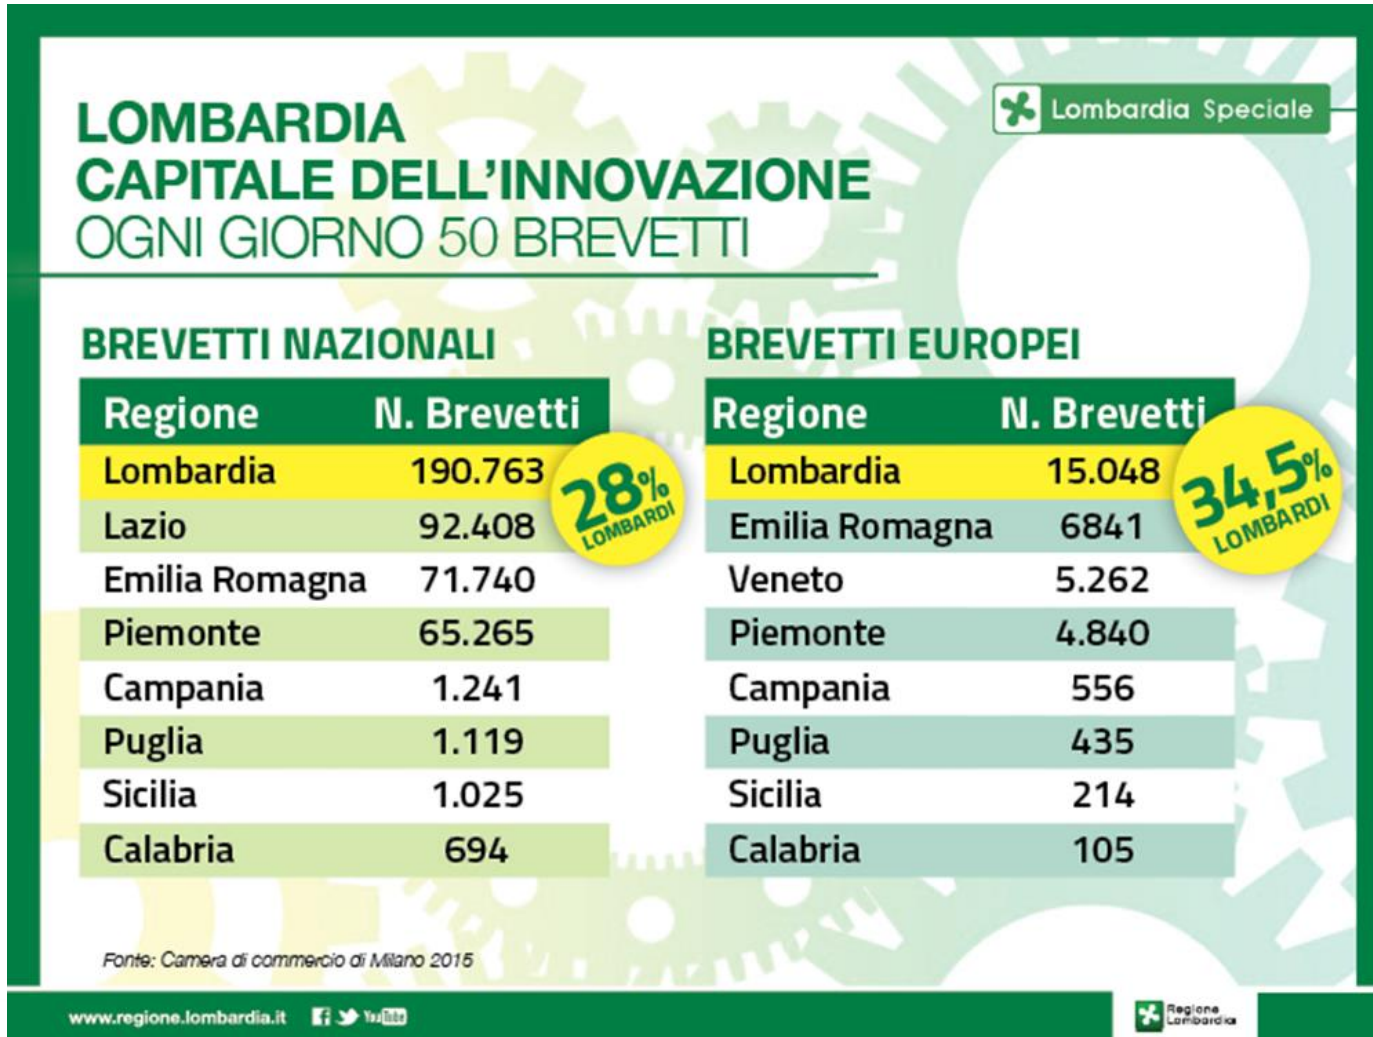 LOMBARDIA
CAPITALE DELL'INNOVAZIONE
OGNI GIORNO 50 BREVETTI
Lombardia Speciale
BREVETTI NAZIONALI
Regione N. Brevetti
Lombardia 190.763
28%
LOMBARDI
Lazio 92.408
Emilia Romagna 71.740
Piemonte 65.265
Campania 1.241
Puglia 1.119
Sicilia 1.025
Calabria 694
BREVETTI EUROPEI
Regione N. Brevetti
Lombardia 15.048
34,5%
LOMBARDI
Emilia Romagna 6841
Veneto 5.262
Piemonte 4.840
Campania 556
Puglia 435
Sicilia 214
Calabria 105
Fonte: Camera di commercio di Milano 2015
www.regione.lombardia.it
YouTube
Regione
Lombardia